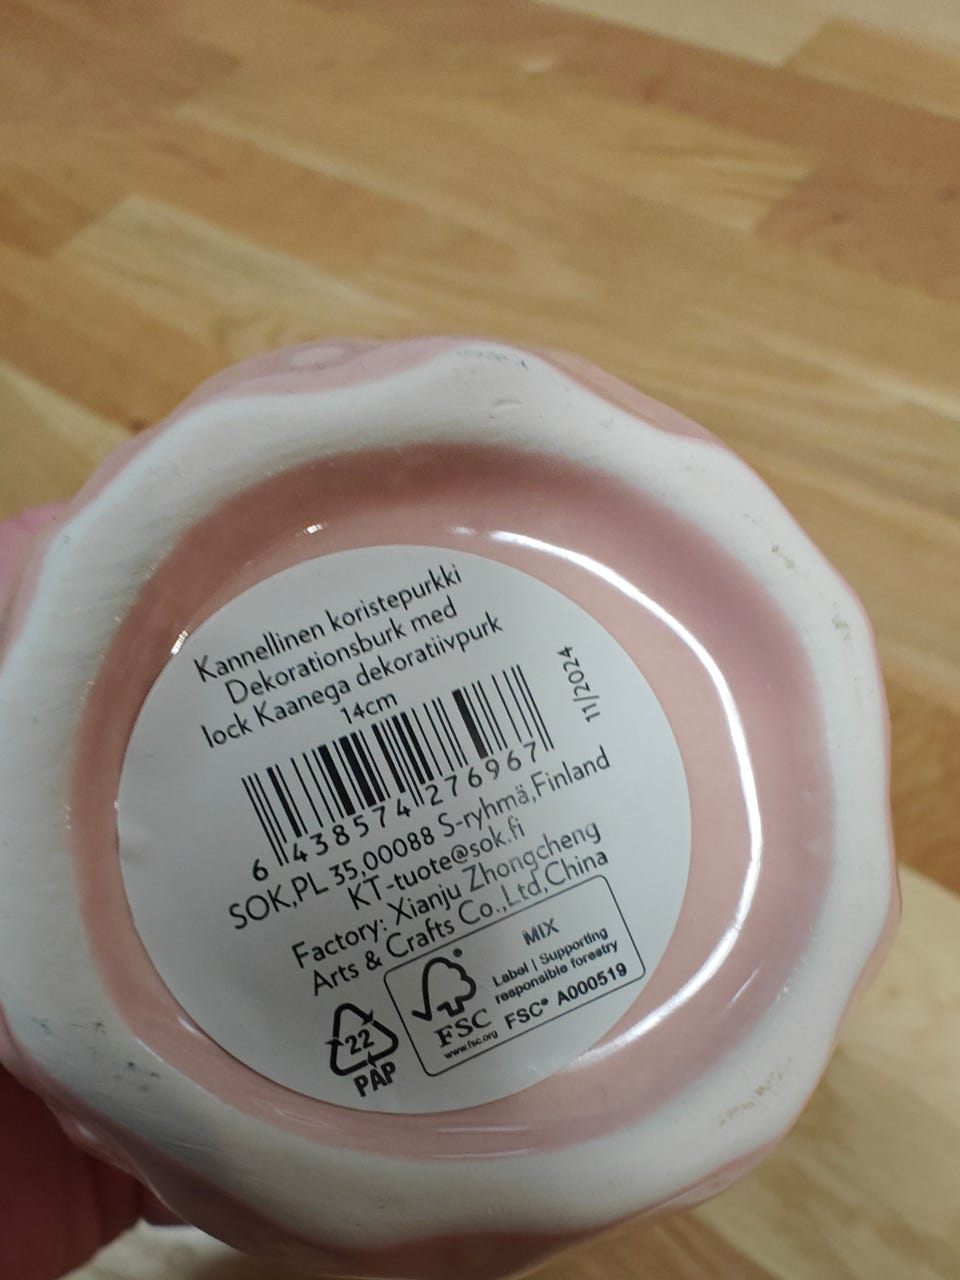 Kannellinen koristepurkki
Dekorationsburk med
lock Kaanega dekoratiivpurk
14cm
11/2024
6 438574 276967
SOK,PL 35,00088 S-ryhmä,Finland
KT-tuote@sok.fi
Factory: Xianju Zhongcheng
Arts & Crafts Co.,Ltd,China
MIX
Label | Supporting
responsible forestry
FSC® A000519
FSC
www.fsc.org
22
PAP